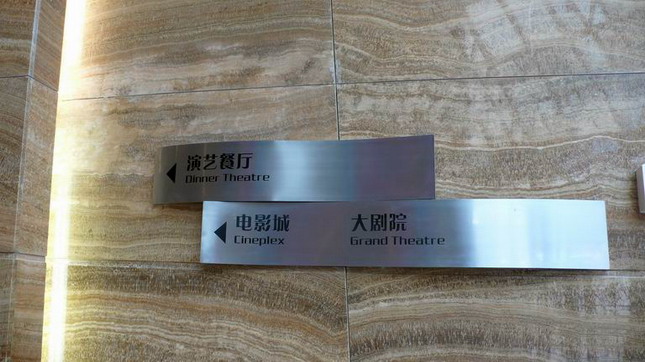 演艺餐厅
Dinner Theatre
电影城 大剧院
Cineplex Grand Theatre